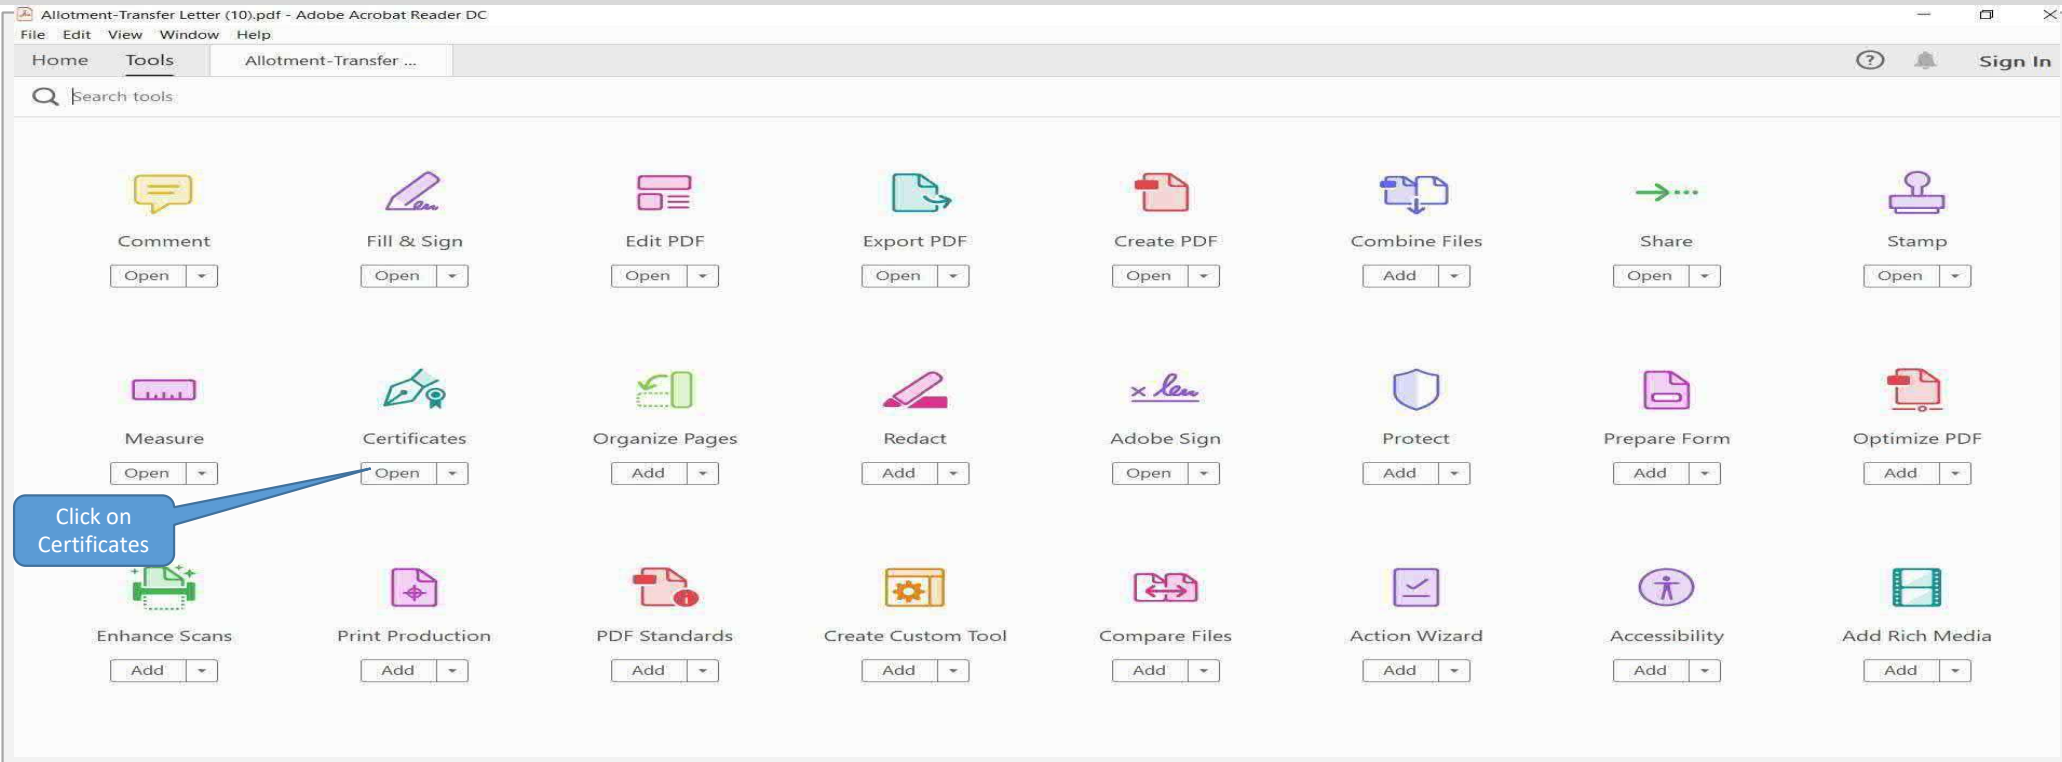 Allotment-Transfer Letter (10).pdf - Adobe Acrobat Reader DC
File Edit View Window Help
Home Tools Allotment-Transfer ... Sign In
Search tools
Comment Fill & Sign Edit PDF Export PDF Create PDF Combine Files Share Stamp
Open Open Open Open Open Add Open Open
Measure Certificates Organize Pages Redact Adobe Sign Protect Prepare Form Optimize PDF
Open Open Add Add Open Add Add Add
Click on
Certificates
Enhance Scans Print Production PDF Standards Create Custom Tool Compare Files Action Wizard Accessibility Add Rich Media
Add Add Add Add Add Add Add Add